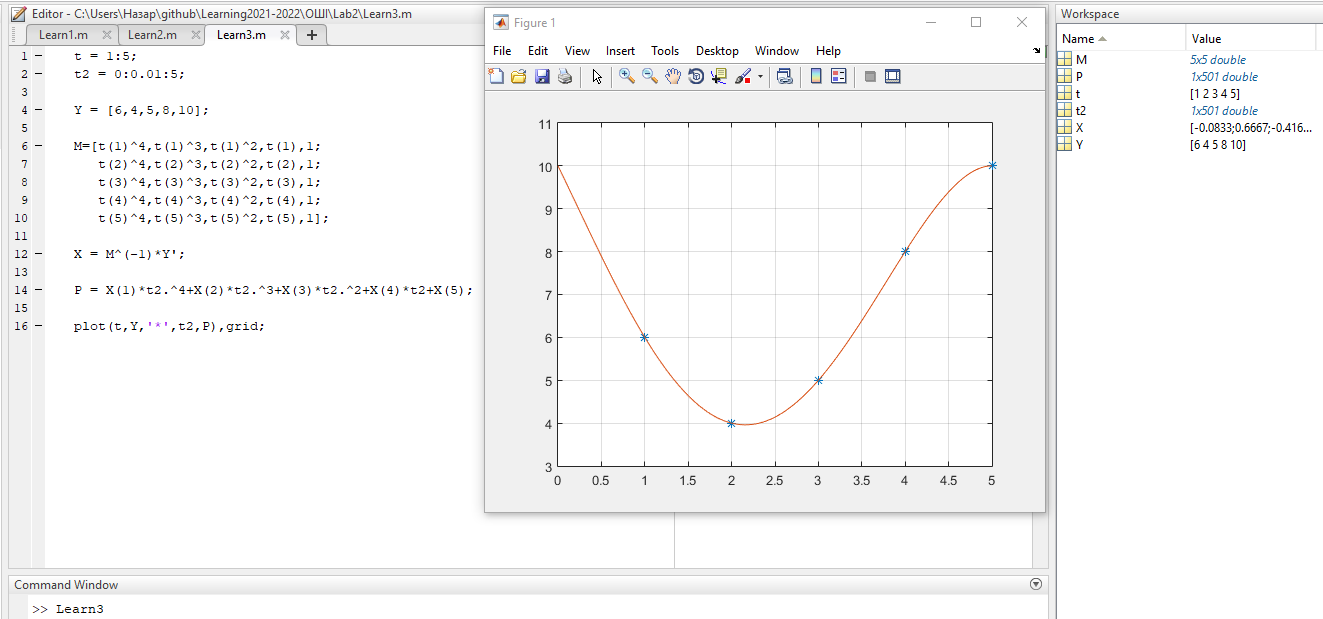 Editor - C:\Users\Назар\github\Learning2021-2022\ОШІ\Lab2\Learn3.m
Learn1.m
Learn2.m
Learn3.m
1 t = 1:5;
2 t2 = 0:0.01:5;
3
4 Y = [6,4,5,8,10];
5
6 M=[t(1)^4,t(1)^3,t(1)^2,t(1),1;
7 t(2)^4,t(2)^3,t(2)^2,t(2),1;
8 t(3)^4,t(3)^3,t(3)^2,t(3),1;
9 t(4)^4,t(4)^3,t(4)^2,t(4),1;
10 t(5)^4,t(5)^3,t(5)^2,t(5),1];
11
12 X = M^(-1)*Y';
13
14 P = X(1)*t2.^4+X(2)*t2.^3+X(3)*t2.^2+X(4)*t2+X(5);
15
16 plot(t,Y,'*',t2,P),grid;
Figure 1
File Edit View Insert Tools Desktop Window Help
11
10
9
8
7
6
5
4
3
0 0.5 1 1.5 2 2.5 3 3.5 4 4.5 5
Workspace
Name Value
M 5x5 double
P 1x501 double
t [1 2 3 4 5]
t2 1x501 double
X [-0.0833;0.6667;-0.416...
Y [6 4 5 8 10]
Command Window
>> Learn3